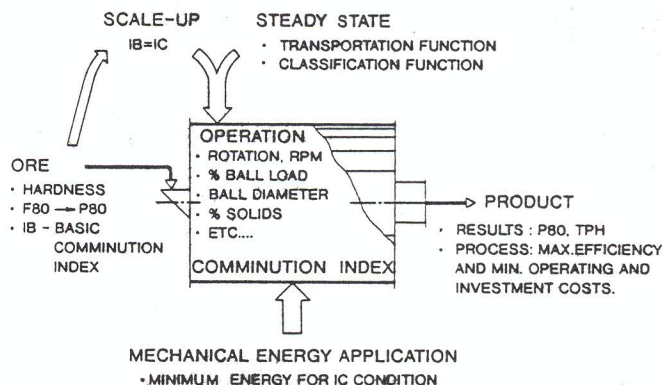 SCALE-UP
IB=IC
STEADY STATE
· TRANSPORTATION FUNCTION
· CLASSIFICATION FUNCTION
ORE
· HARDNESS
· F80 → P80
· IB - BASIC
COMMINUTION
INDEX
OPERATION
· ROTATION, RPM
· % BALL LOAD
· BALL DIAMETER
· % SOLIDS
· ETC....
COMMINUTION INDEX
PRODUCT
· RESULTS : P80, TPH
· PROCESS: MAX.EFFICIENCY
AND MIN. OPERATING AND
INVESTMENT COSTS.
MECHANICAL ENERGY APPLICATION
·MINIMUM ENERGY FOR IC CONDITION